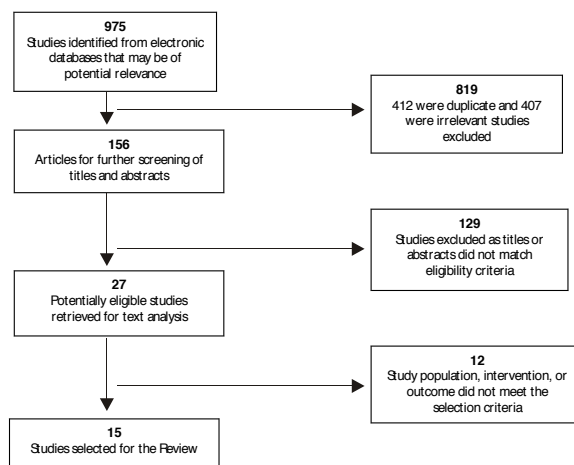 975
Studies identified from electronic
databases that may be of
potential relevance
819
412 were duplicate and 407
were irrelevant studies
excluded
156
Articles for further screening of
titles and abstracts
129
Studies excluded as titles or
abstracts did not match
eligibility criteria
27
Potentially eligible studies
retrieved for text analysis
12
Study population, intervention, or
outcome did not meet the
selection criteria
15
Studies selected for the Review